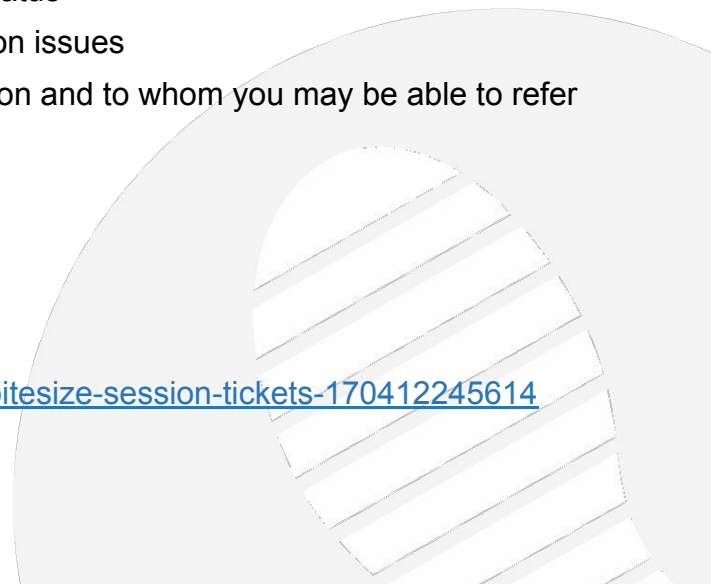 on issues
on and to whom you may be able to refer
bitesize-session-tickets-170412245614